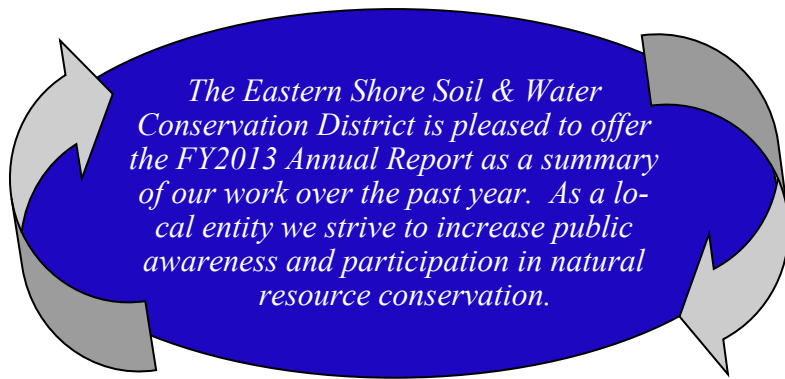 The Eastern Shore Soil & Water
Conservation District is pleased to offer
the FY2013 Annual Report as a summary
of our work over the past year. As a lo-
cal entity we strive to increase public
awareness and participation in natural
resource conservation.